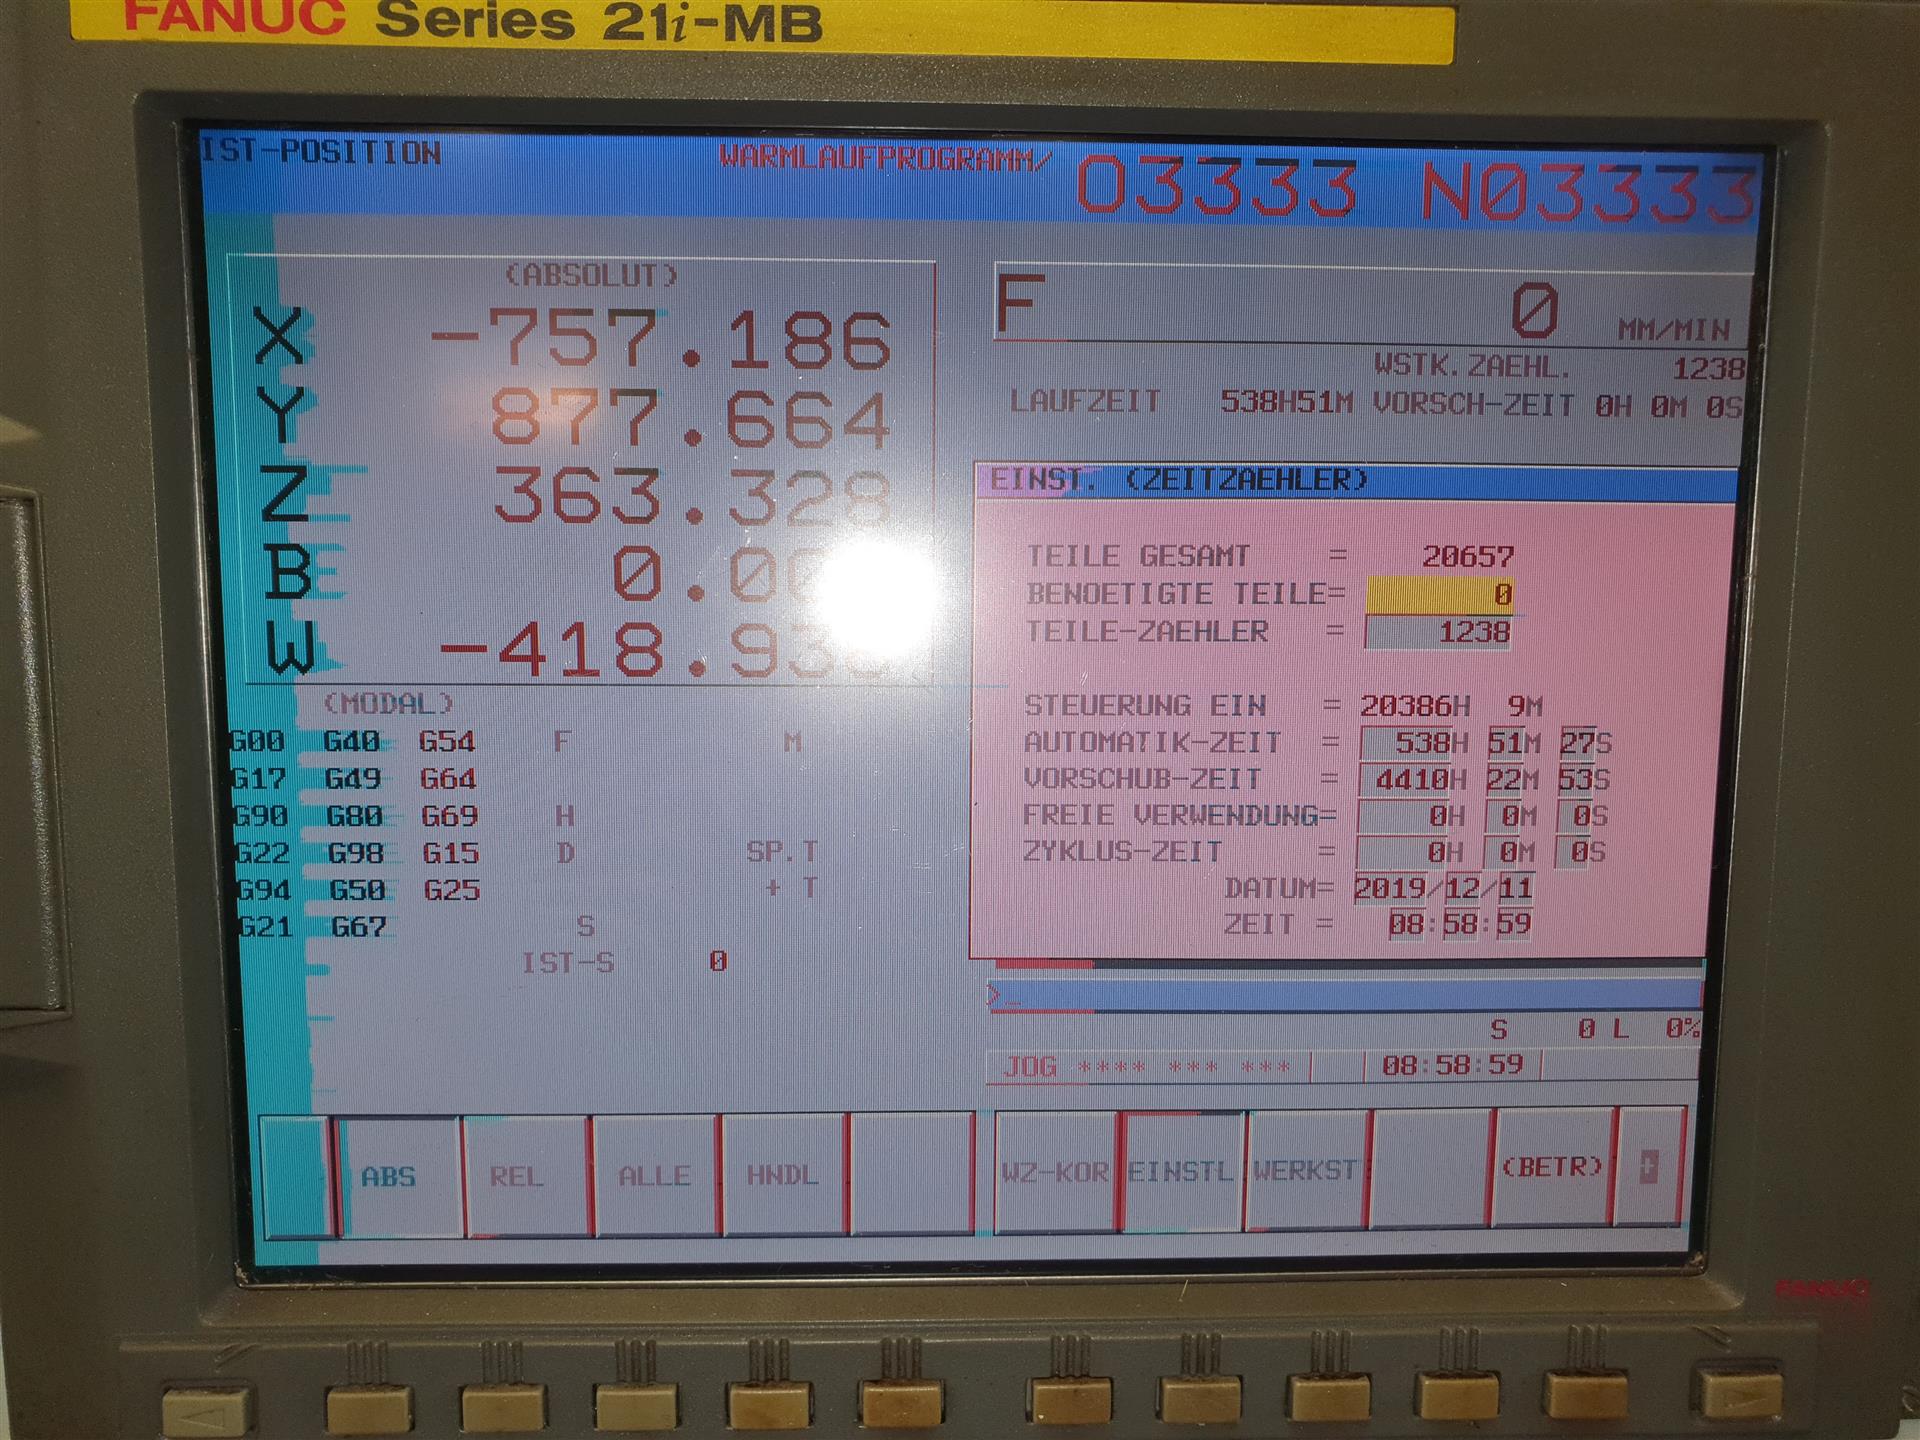 FANUC Series 21i-MB
IST-POSITION WARMLAUFPROGRAMM/ O3333 N03333
(ABSOLUT)
X -757.186
Y 877.664
Z 363.328
B
W
F 0 MM/MIN
WSTK.ZAEHL. 1238
LAUFZEIT 538H51M VORSCH-ZEIT 0H 0M 0S
(MODAL)
G00 G40 G54 F M
G17 G49 G64
G90 G80 G69 H
G22 G98 G15 D SP.T
G94 G50 G25 + T
G21 G67 S
IST-S 0
EINST. (ZEITZAEHLER)
TEILE GESAMT = 20657
BENOETIGTE TEILE= 0
TEILE-ZAEHLER = 1238
STEUERUNG EIN = 20386H 9M
AUTOMATIK-ZEIT = 538H 51M 27S
VORSCHUB-ZEIT = 4410H 22M 53S
FREIE VERWENDUNG= 0H 0M 0S
ZYKLUS-ZEIT = 0H 0M 0S
DATUM= 2019/12/11
ZEIT = 08:58:59
>_
S 0 L 0%
JOG **** *** *** 08:58:59
ABS REL ALLE HNDL WZ-KOR EINSTL WERKST (BETR) +
FANUC